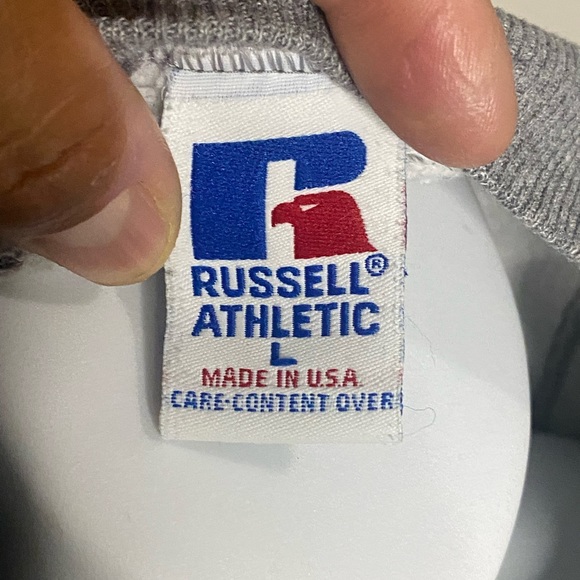 RUSSELL®
ATHLETIC
L
MADE IN U.S.A.
CARE-CONTENT OVER